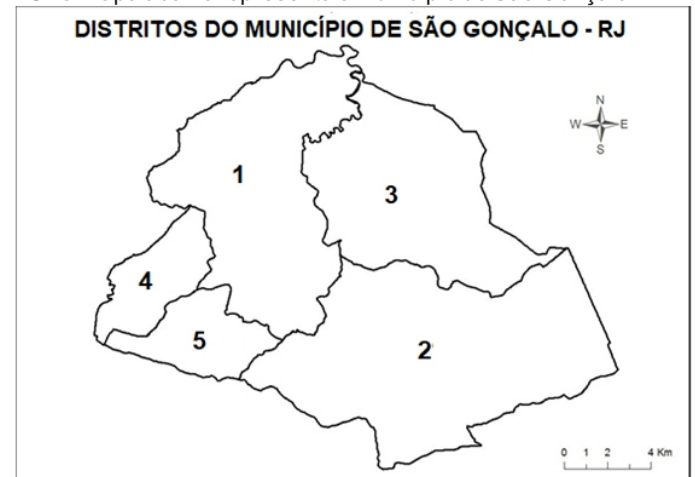 DISTRITOS DO MUNICÍPIO DE SÃO GONÇALO - RJ
N
W E
S
1
3
4
5
2
0 1 2 4 Km